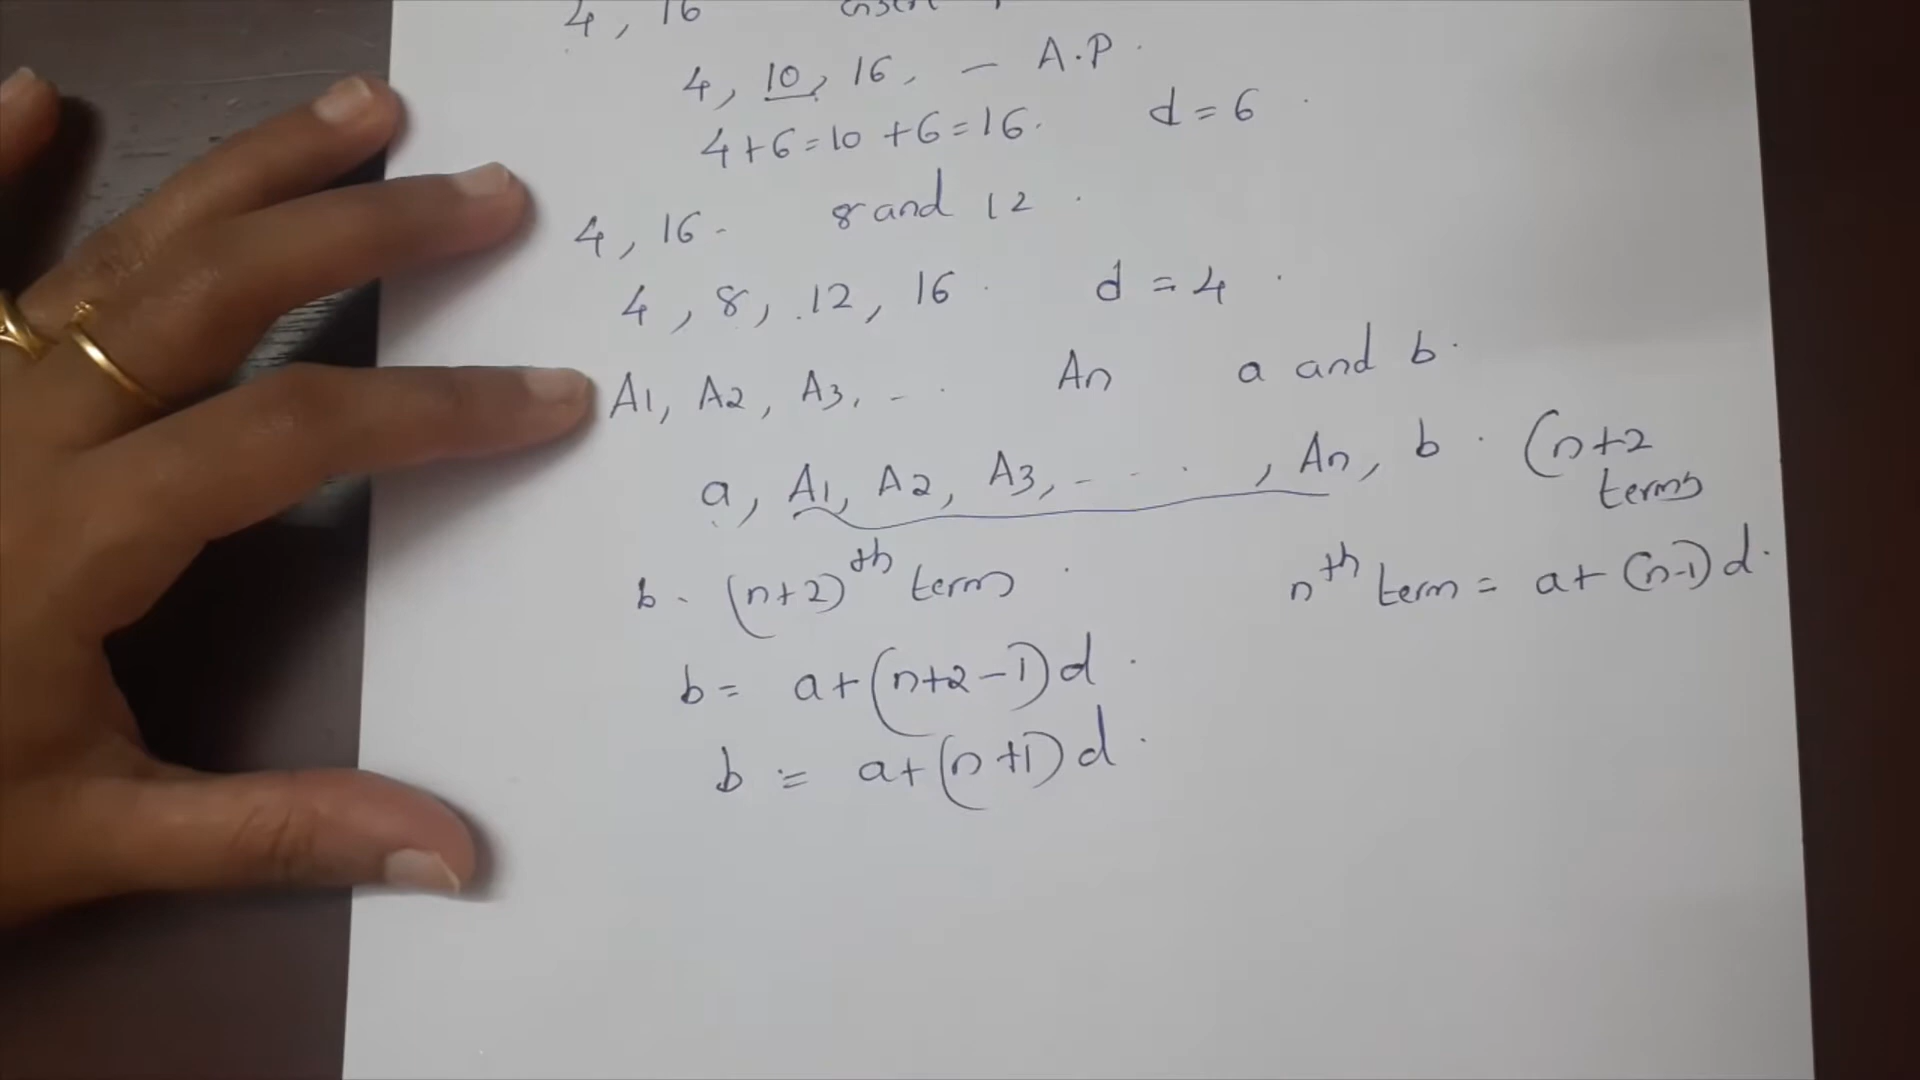 4, 16
4, 10, 16, - A.P.
4+6=10+6=16. d=6.
4, 16. 8 and 12.
4, 8, 12, 16. d=4.
A1, A2, A3, - . An a and b.
a, A1, A2, A3, - - . , An, b. (n+2
terms
b. (n+2)th term. nth term = a+(n-1)d.
b= a+(n+2-1)d.
b = a+(n+1)d.